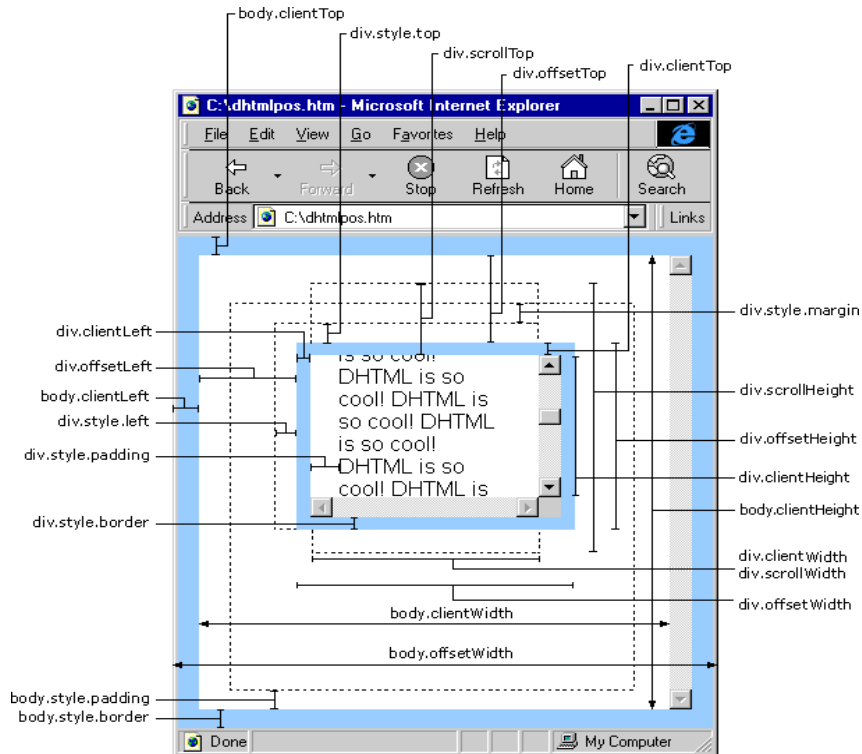 body.clientTop
div.style.top
div.scrollTop
div.offsetTop
div.clientTop
C:\dhtmlpos.htm - Microsoft Internet Explorer
File Edit View Go Favorites Help
Back Forward Stop Refresh Home Search
Address C:\dhtmlpos.htm Links
div.style.margin
div.clientLeft
div.offsetLeft
body.clientLeft
div.style.left
div.style.padding
div.style.border
is so cool!
DHTML is so
cool! DHTML is
so cool! DHTML
is so cool!
DHTML is so
cool! DHTML is
div.scrollHeight
div.offsetHeight
div.clientHeight
body.clientHeight
div.clientWidth
div.scrollWidth
div.offsetWidth
body.clientWidth
body.offsetWidth
body.style.padding
body.style.border
Done My Computer